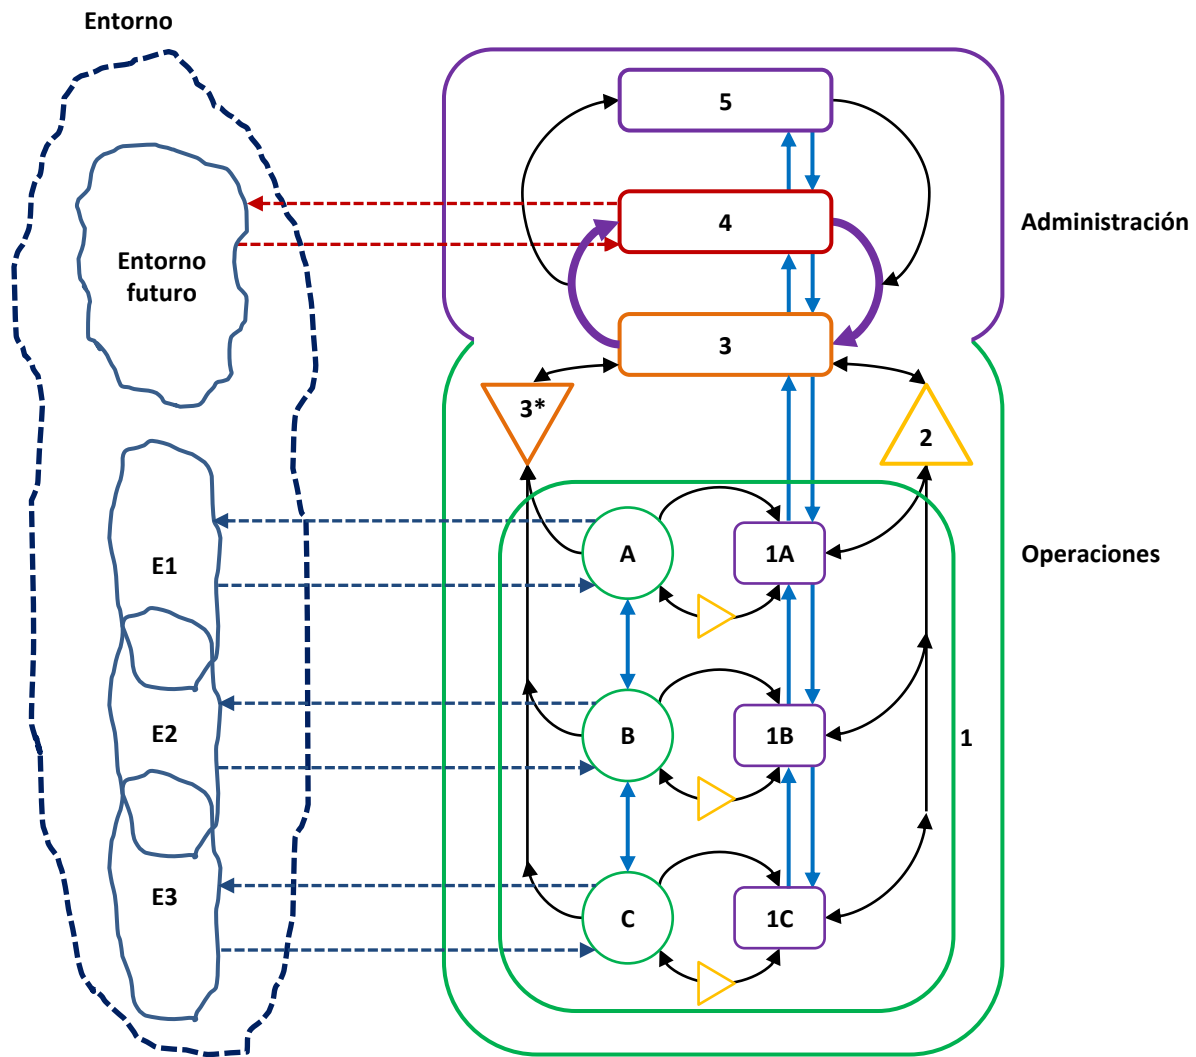 Entorno
5
4
Administración
Entorno
futuro
3
3*
2
E1
A
1A
Operaciones
E2
B
1B
1
E3
C
1C